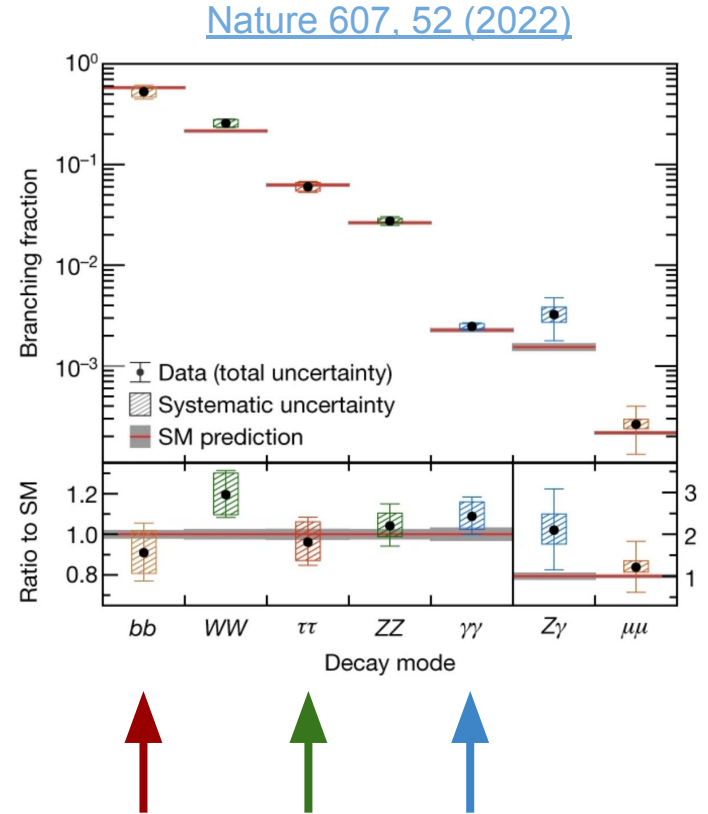 Nature 607, 52 (2022)
10⁰
10⁻¹
10⁻²
10⁻³
Branching fraction
Data (total uncertainty)
Systematic uncertainty
SM prediction
1.2
1.0
0.8
Ratio to SM
3
2
1
bb WW ττ ZZ γγ Zγ μμ
Decay mode